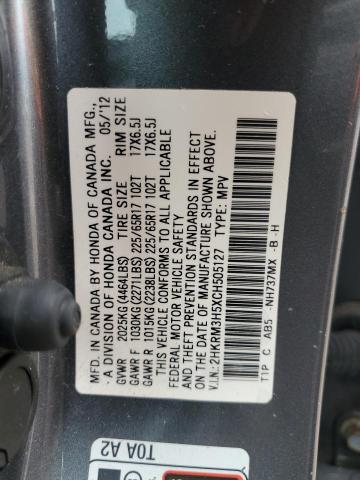 MFD. IN CANADA BY HONDA OF CANADA MFG.,
- A DIVISION OF HONDA CANADA INC. 05/'12
GVWR 2025KG(4464LBS) TIRE SIZE RIM SIZE
GAWR F 1030KG(2271LBS) 225/65R17 102T 17X6.5J
GAWR R 1015KG(2238LBS) 225/65R17 102T 17X6.5J
THIS VEHICLE CONFORMS TO ALL APPLICABLE
FEDERAL MOTOR VEHICLE SAFETY
AND THEFT PREVENTION STANDARDS IN EFFECT
ON THE DATE OF MANUFACTURE SHOWN ABOVE.
V.I.N.: 2HKRM3H5XCH505127 TYPE: MPV
T1P C AB5 -NH737MX -B -H
TOA A2